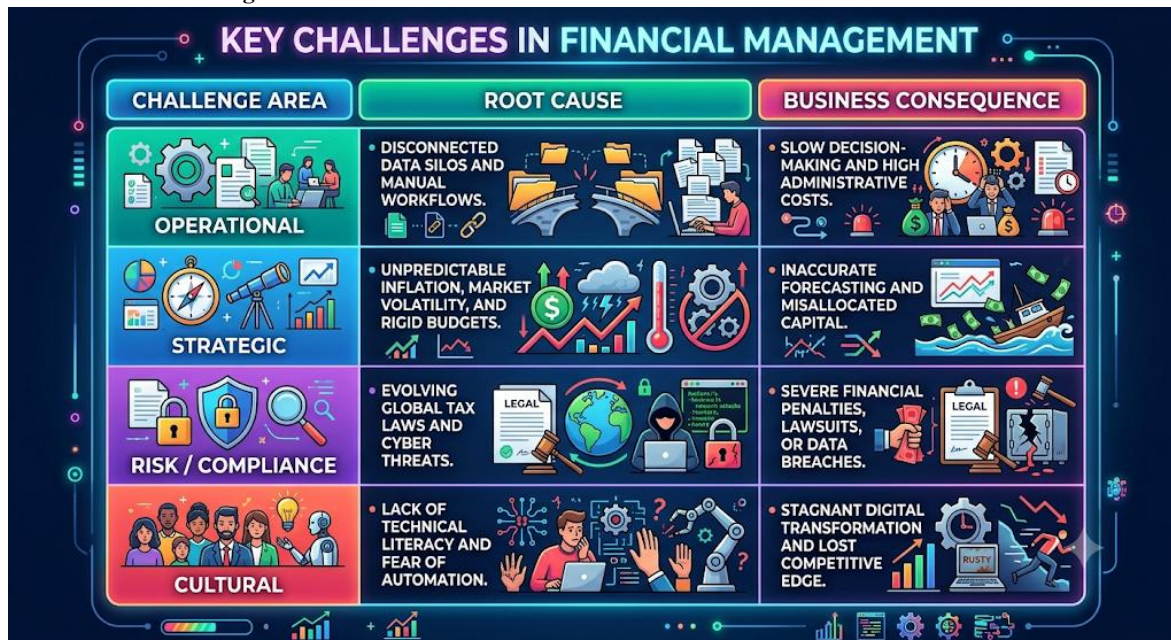 KEY CHALLENGES IN FINANCIAL MANAGEMENT
CHALLENGE AREA
ROOT CAUSE
BUSINESS CONSEQUENCE
OPERATIONAL
• DISCONNECTED
DATA SILOS AND
MANUAL
WORKFLOWS.
• SLOW DECISION-
MAKING AND HIGH
ADMINISTRATIVE
COSTS.
STRATEGIC
• UNPREDICTABLE
INFLATION, MARKET
VOLATILITY, AND
RIGID BUDGETS.
• INACCURATE
FORECASTING AND
MISALLOCATED
CAPITAL.
RISK / COMPLIANCE
• EVOLVING
GLOBAL TAX
LAWS AND
CYBER
THREATS.
LEGAL
• SEVERE FINANCIAL
PENALTIES,
LAWSUITS,
OR DATA
BREACHES.
LEGAL
CULTURAL
• LACK OF
TECHNICAL
LITERACY AND
FEAR OF
AUTOMATION.
• STAGNANT DIGITAL
TRANSFORMATION
AND LOST
COMPETITIVE
EDGE.
RUSTY